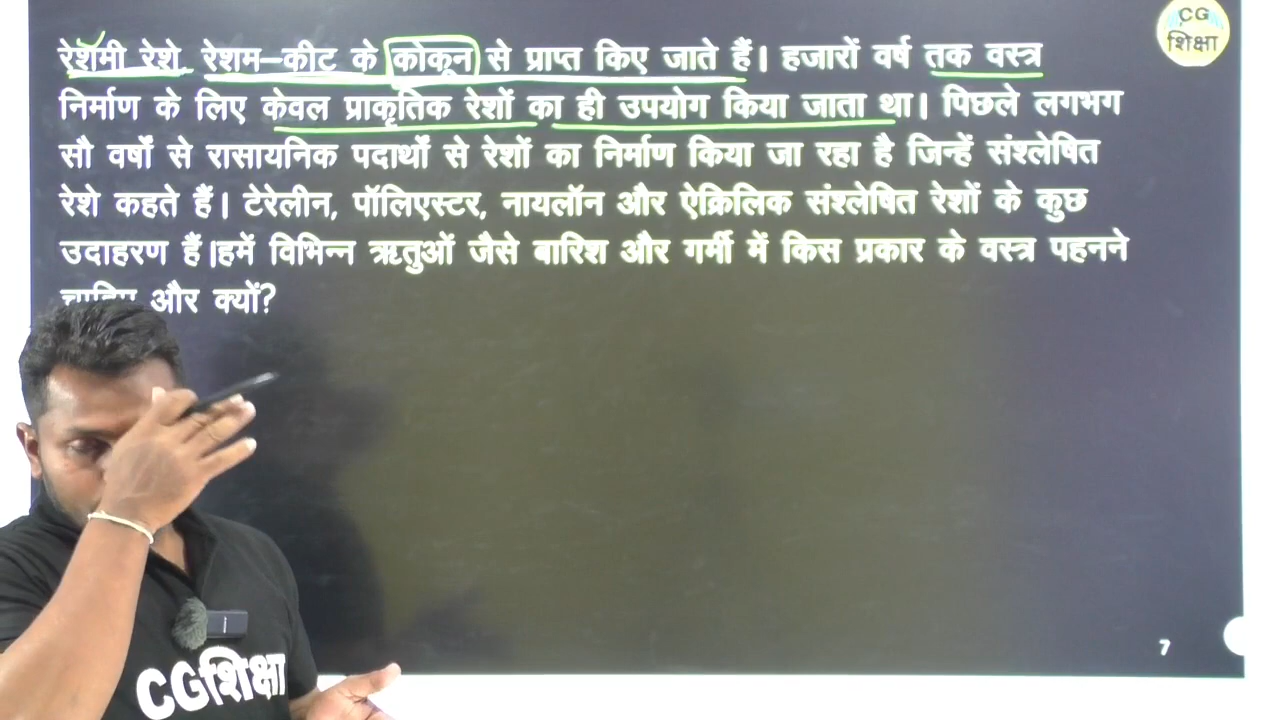 रेशमी रेशे रेशम–कीट के कोकून से प्राप्त किए जाते हैं। हजारों वर्ष तक वस्त्र
निर्माण के लिए केवल प्राकृतिक रेशों का ही उपयोग किया जाता था। पिछले लगभग
सौ वर्षों से रासायनिक पदार्थों से रेशों का निर्माण किया जा रहा है जिन्हें संश्लेषित
रेशे कहते हैं। टेरेलीन, पॉलिएस्टर, नायलॉन और ऐक्रिलिक संश्लेषित रेशों के कुछ
उदाहरण हैं।हमें विभिन्न ऋतुओं जैसे बारिश और गर्मी में किस प्रकार के वस्त्र पहनने
चाहिए और क्यों?
CG
शिक्षा
CGशिक्षा
7